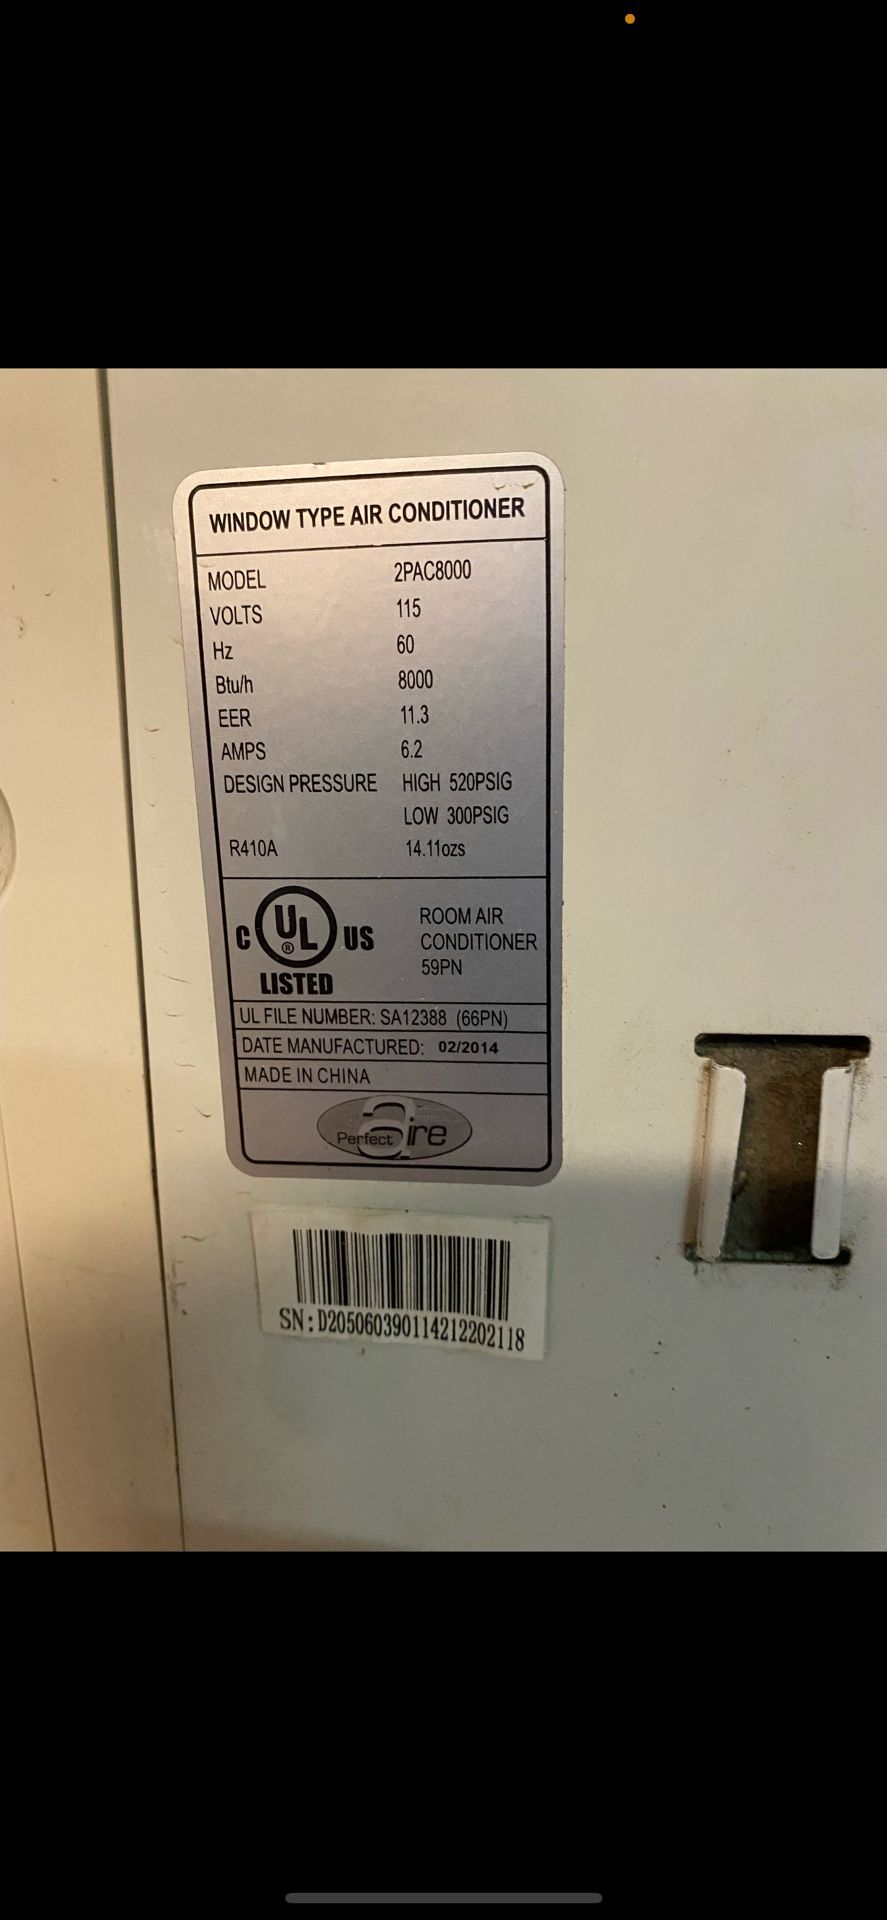 WINDOW TYPE AIR CONDITIONER
MODEL 2PAC8000
VOLTS 115
Hz 60
Btu/h 8000
EER 11.3
AMPS 6.2
DESIGN PRESSURE HIGH 520PSIG
LOW 300PSIG
R410A 14.11ozs
C UL ® US
LISTED
ROOM AIR
CONDITIONER
59PN
UL FILE NUMBER: SA12388 (66PN)
DATE MANUFACTURED: 02/2014
MADE IN CHINA
Perfect aire
SN:D205060390114212202118